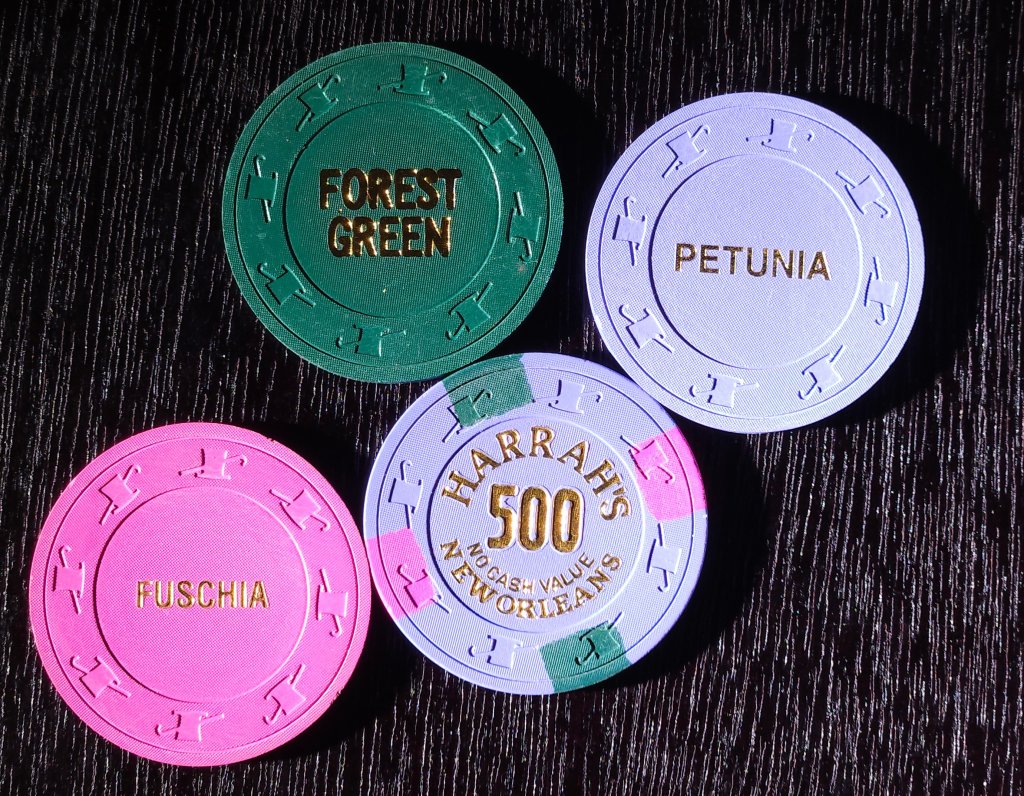 FOREST
GREEN
PETUNIA
HARRAH'S
500
NO CASH VALUE
NEW ORLEANS
FUSCHIA